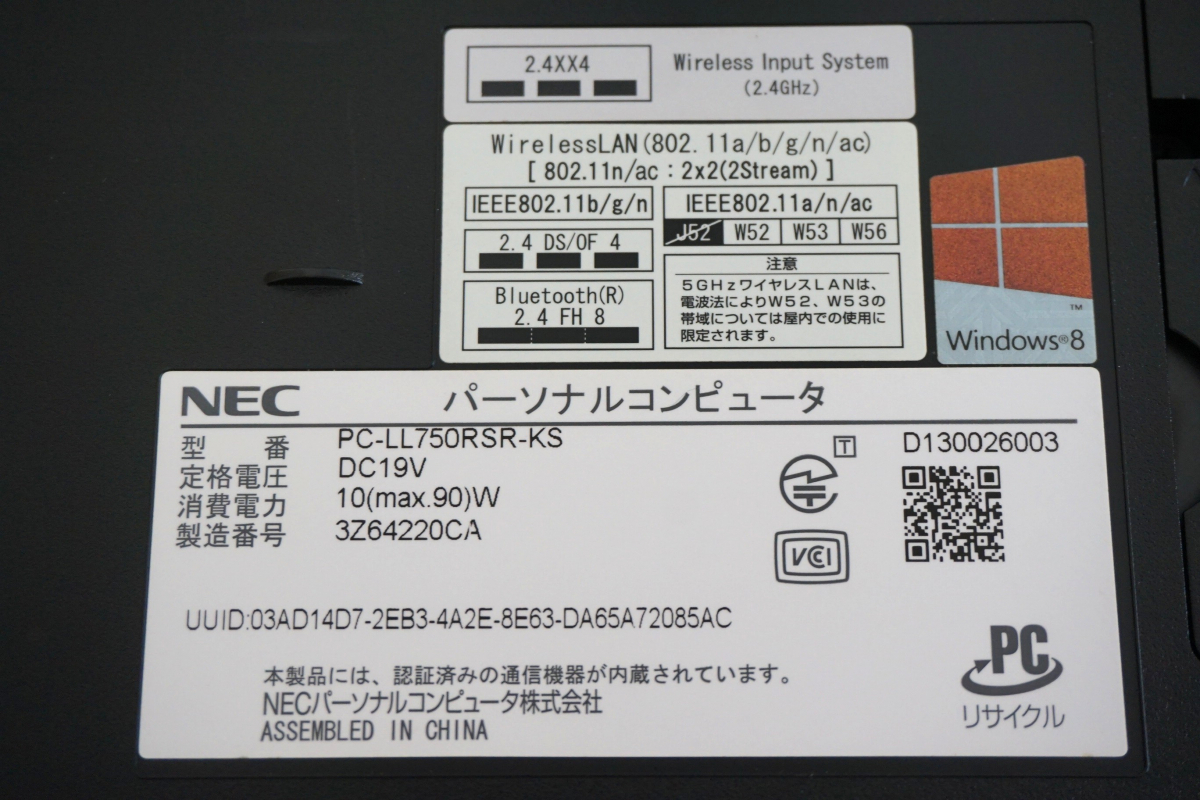 2.4XX4
Wireless Input System
(2.4GHz)
WirelessLAN(802.11a/b/g/n/ac)
[ 802.11n/ac : 2x2(2Stream) ]
IEEE802.11b/g/n
IEEE802.11a/n/ac
J52 W52 W53 W56
2.4 DS/OF 4
Bluetooth(R)
2.4 FH 8
注意
5GHzワイヤレスLANは、
電波法によりW52、W53の
帯域については屋内での使用に
限定されます。
TM
Windows®8
NEC パーソナルコンピュータ
型 番 PC-LL750RSR-KS
定格電圧 DC19V
消費電力 10(max.90)W
製造番号 3Z64220CA
T
VCCI
D130026003
UUID:03AD14D7-2EB3-4A2E-8E63-DA65A72085AC
本製品には、認証済みの通信機器が内蔵されています。
NECパーソナルコンピュータ株式会社
ASSEMBLED IN CHINA
PC
リサイクル